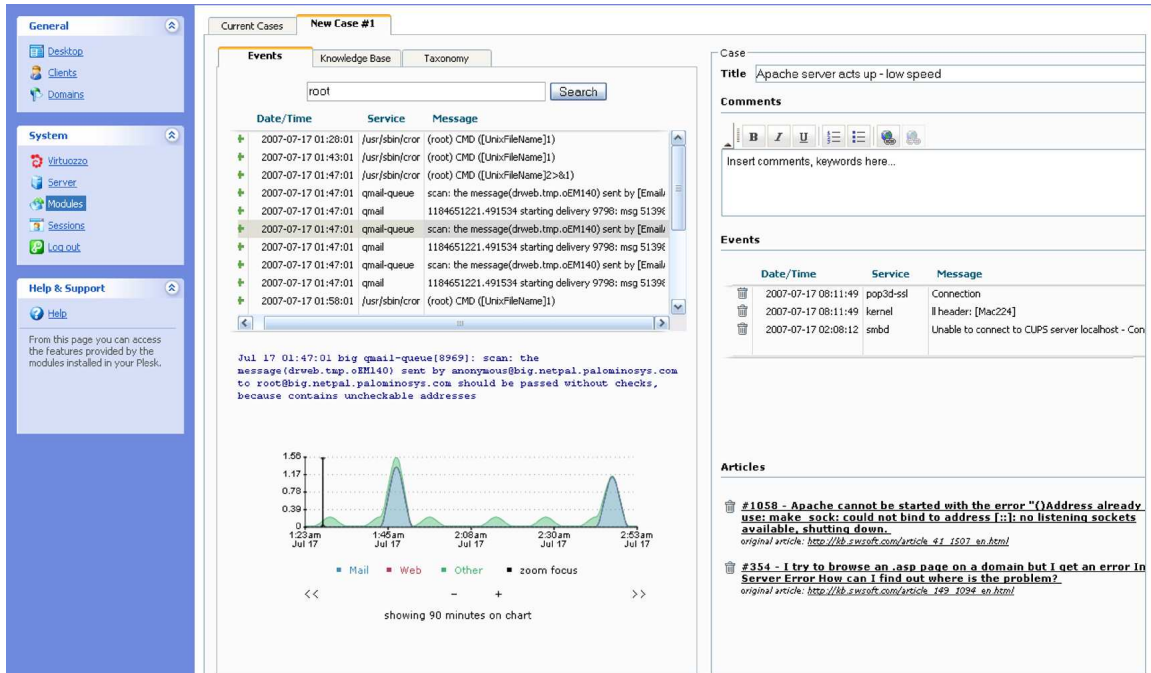 General
Desktop
Clients
Domains
System
Virtuozzo
Server
Modules
Sessions
Log out
Help & Support
Help
From this page you can access
the features provided by the
modules installed in your Plesk.
Current Cases
New Case #1
Events
Knowledge Base
Taxonomy
root
Search
Date/Time Service Message
2007-07-17 01:28:01 /usr/sbin/cror (root) CMD ([UnixFileName]1)
2007-07-17 01:43:01 /usr/sbin/cror (root) CMD ([UnixFileName]1)
2007-07-17 01:47:01 /usr/sbin/cror (root) CMD ([UnixFileName]2>&1)
2007-07-17 01:47:01 qmail-queue scan: the message(drweb.tmp.oEM140) sent by [Email
2007-07-17 01:47:01 qmail 1184651221.491534 starting delivery 9798: msg 51398
2007-07-17 01:47:01 qmail-queue scan: the message(drweb.tmp.oEM140) sent by [Email
2007-07-17 01:47:01 qmail 1184651221.491534 starting delivery 9798: msg 51398
2007-07-17 01:47:01 qmail-queue scan: the message(drweb.tmp.oEM140) sent by [Email
2007-07-17 01:47:01 qmail 1184651221.491534 starting delivery 9798: msg 51398
2007-07-17 01:58:01 /usr/sbin/cror (root) CMD ([UnixFileName]1)
Jul 17 01:47:01 big qmail-queue[8969]: scan: the
message(drweb.tmp.oEM140) sent by anonymous@big.netpal.palominosys.com
to root@big.netpal.palominosys.com should be passed without checks,
because contains uncheckable addresses
1.56
1.17
0.78
0.39
0
1:23am 1:45am 2:08am 2:30am 2:53am
Jul 17 Jul 17 Jul 17 Jul 17 Jul 17
Mail Web Other zoom focus
<< - + >>
showing 90 minutes on chart
Case
Title Apache server acts up - low speed
Comments
B I U
Insert comments, keywords here...
Events
Date/Time Service Message
2007-07-17 08:11:49 pop3d-ssl Connection
2007-07-17 08:11:49 kernel ll header: [Mac224]
2007-07-17 02:08:12 smbd Unable to connect to CUPS server localhost - Con
Articles
#1058 - Apache cannot be started with the error "()Address already
use: make_sock: could not bind to address [::]: no listening sockets
available, shutting down.
original article: http://kb.swsoft.com/article_41_1507_en.html
#354 - I try to browse an .asp page on a domain but I get an error In
Server Error How can I find out where is the problem?
original article: http://kb.swsoft.com/article_149_1094_en.html